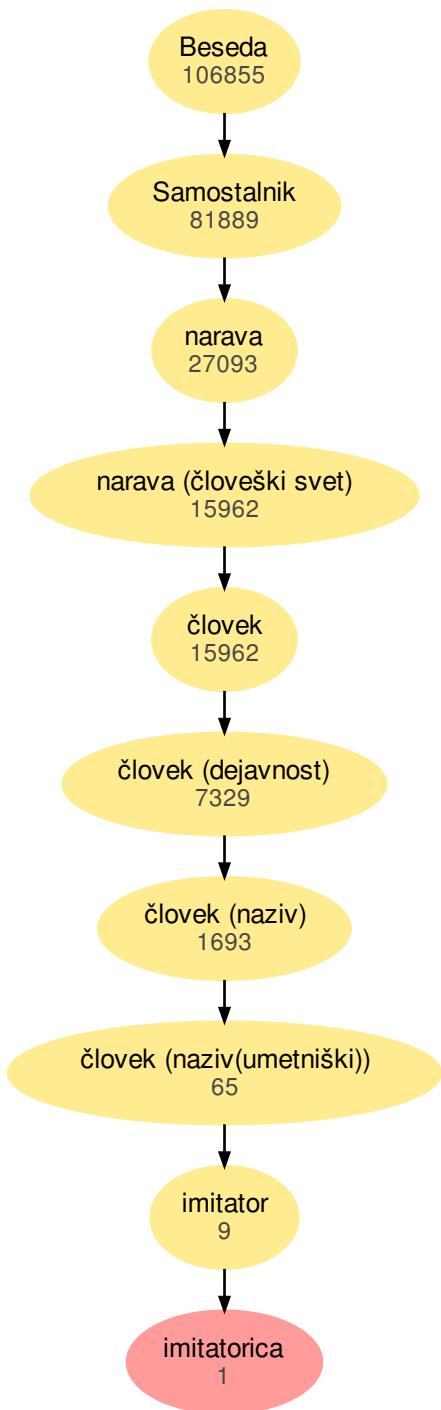 Beseda
106855
Samostalnik
81889
narava
27093
narava (človeški svet)
15962
človek
15962
človek (dejavnost)
7329
človek (naziv)
1693
človek (naziv(umetniški))
65
imitator
9
imitatorica
1